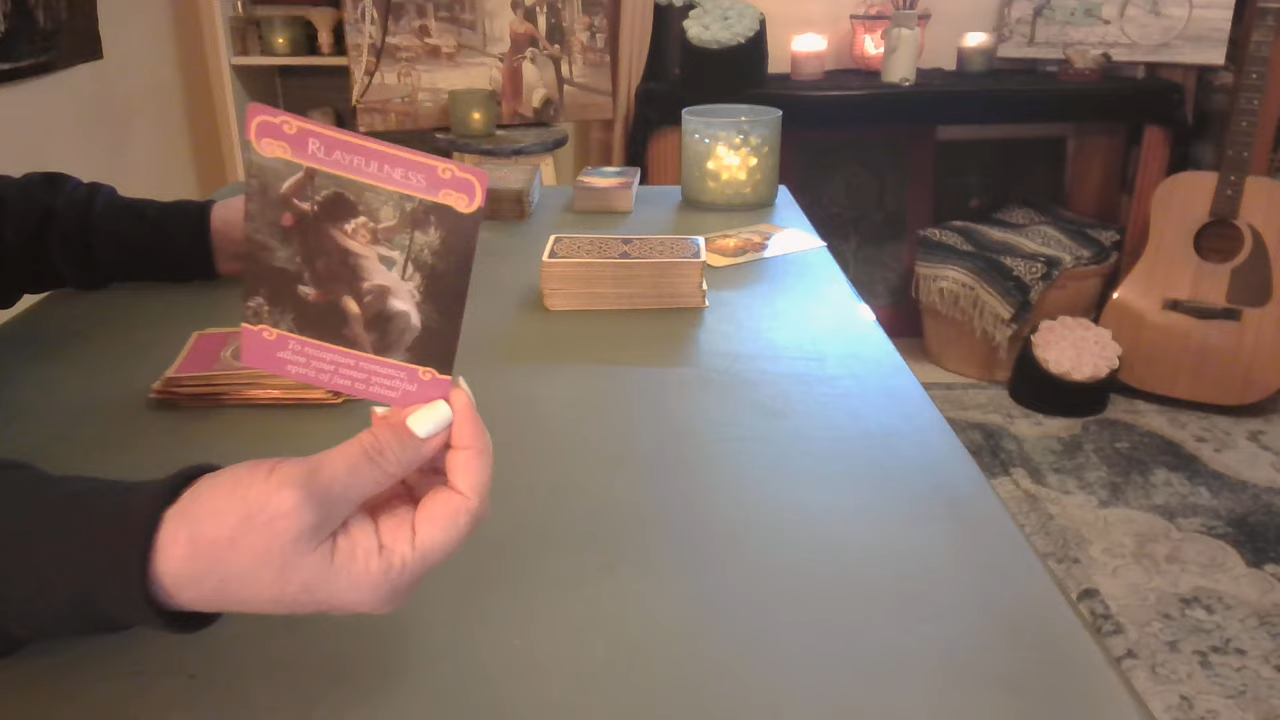 PLAYFULNESS
To recapture romance,
allow your inner youthful
spirit of fun to shine!